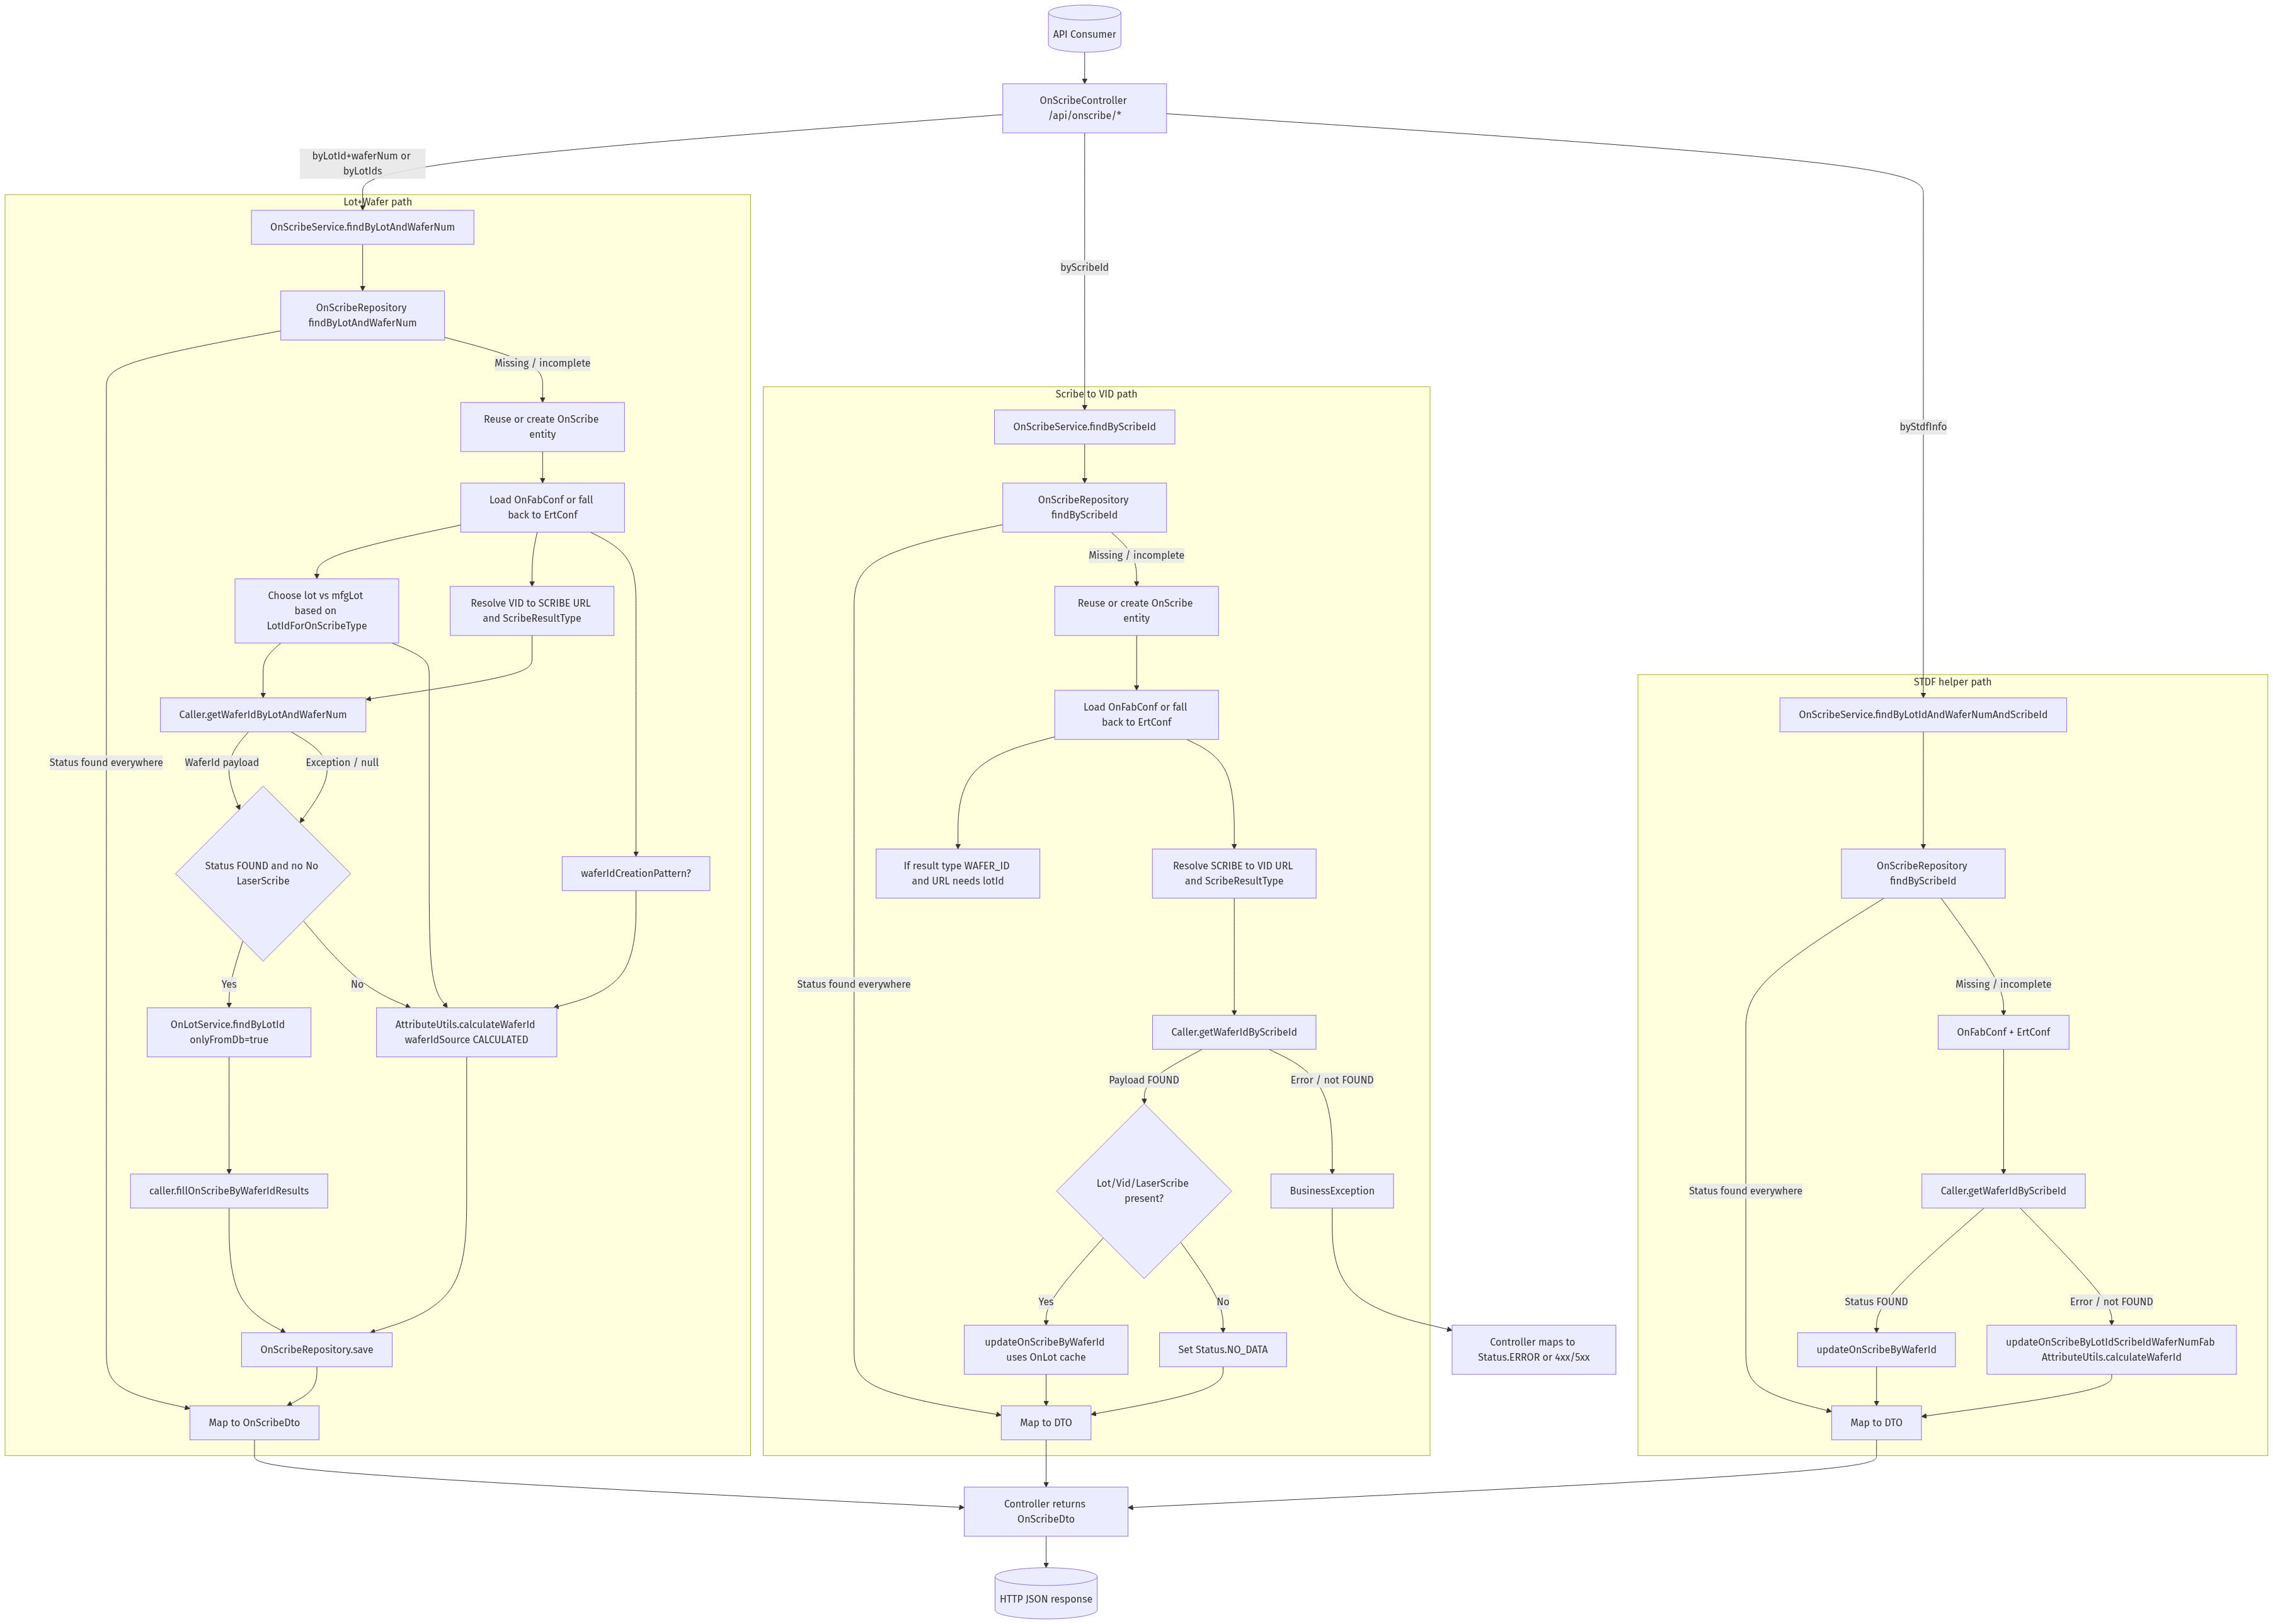 API Consumer
OnScribeController
/api/onscribe/*
byLotId+waferNum or
byLotIds
Lot+Wafer path
OnScribeService.findByLotAndWaferNum
OnScribeRepository
findByLotAndWaferNum
Missing / incomplete
Reuse or create OnScribe
entity
Load OnFabConf or fall
back to ErtConf
Choose lot vs mfgLot
based on
LotIdForOnScribeType
Resolve VID to SCRIBE URL
and ScribeResultType
Caller.getWaferIdByLotAndWaferNum
Status found everywhere
WaferId payload
Exception / null
Status FOUND and no No
LaserScribe
waferIdCreationPattern?
Yes
No
OnLotService.findByLotId
onlyFromDb=true
AttributeUtils.calculateWaferId
waferIdSource CALCULATED
caller.fillOnScribeByWaferIdResults
OnScribeRepository.save
Map to OnScribeDto
byScribeId
Scribe to VID path
OnScribeService.findByScribeId
OnScribeRepository
findByScribeId
Missing / incomplete
Reuse or create OnScribe
entity
Load OnFabConf or fall
back to ErtConf
If result type WAFER_ID
and URL needs lotId
Resolve SCRIBE to VID URL
and ScribeResultType
Status found everywhere
Caller.getWaferIdByScribeId
Payload FOUND
Error / not FOUND
Lot/Vid/LaserScribe
present?
BusinessException
Yes
No
updateOnScribeByWaferId
uses OnLot cache
Set Status.NO_DATA
Controller maps to
Status.ERROR or 4xx/5xx
Map to DTO
byStdfInfo
STDF helper path
OnScribeService.findByLotIdAndWaferNumAndScribeId
OnScribeRepository
findByScribeId
Missing / incomplete
OnFabConf + ErtConf
Status found everywhere
Caller.getWaferIdByScribeId
Status FOUND
Error / not FOUND
updateOnScribeByWaferId
updateOnScribeByLotIdScribeIdWaferNumFab
AttributeUtils.calculateWaferId
Map to DTO
Controller returns
OnScribeDto
HTTP JSON response